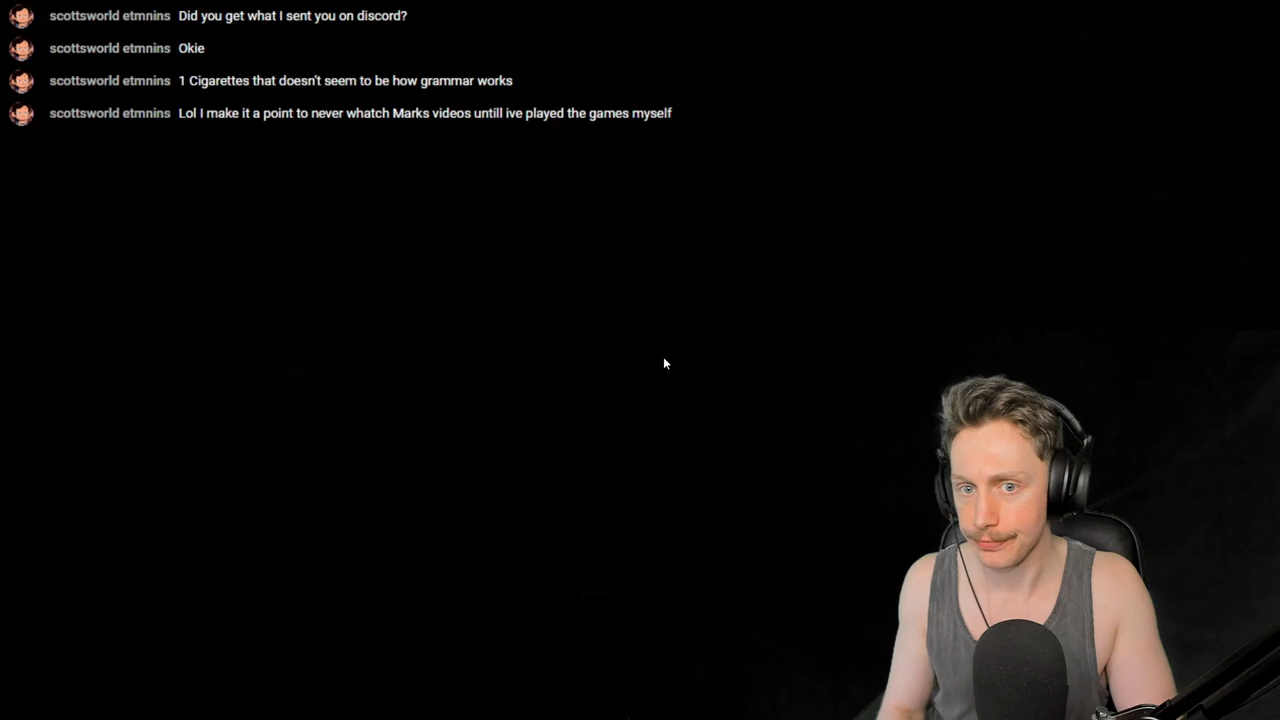 scottsworld etmnins Did you get what I sent you on discord?
scottsworld etmnins Okie
scottsworld etmnins 1 Cigarettes that doesn't seem to be how grammar works
scottsworld etmnins Lol I make it a point to never whatch Marks videos untill ive played the games myself